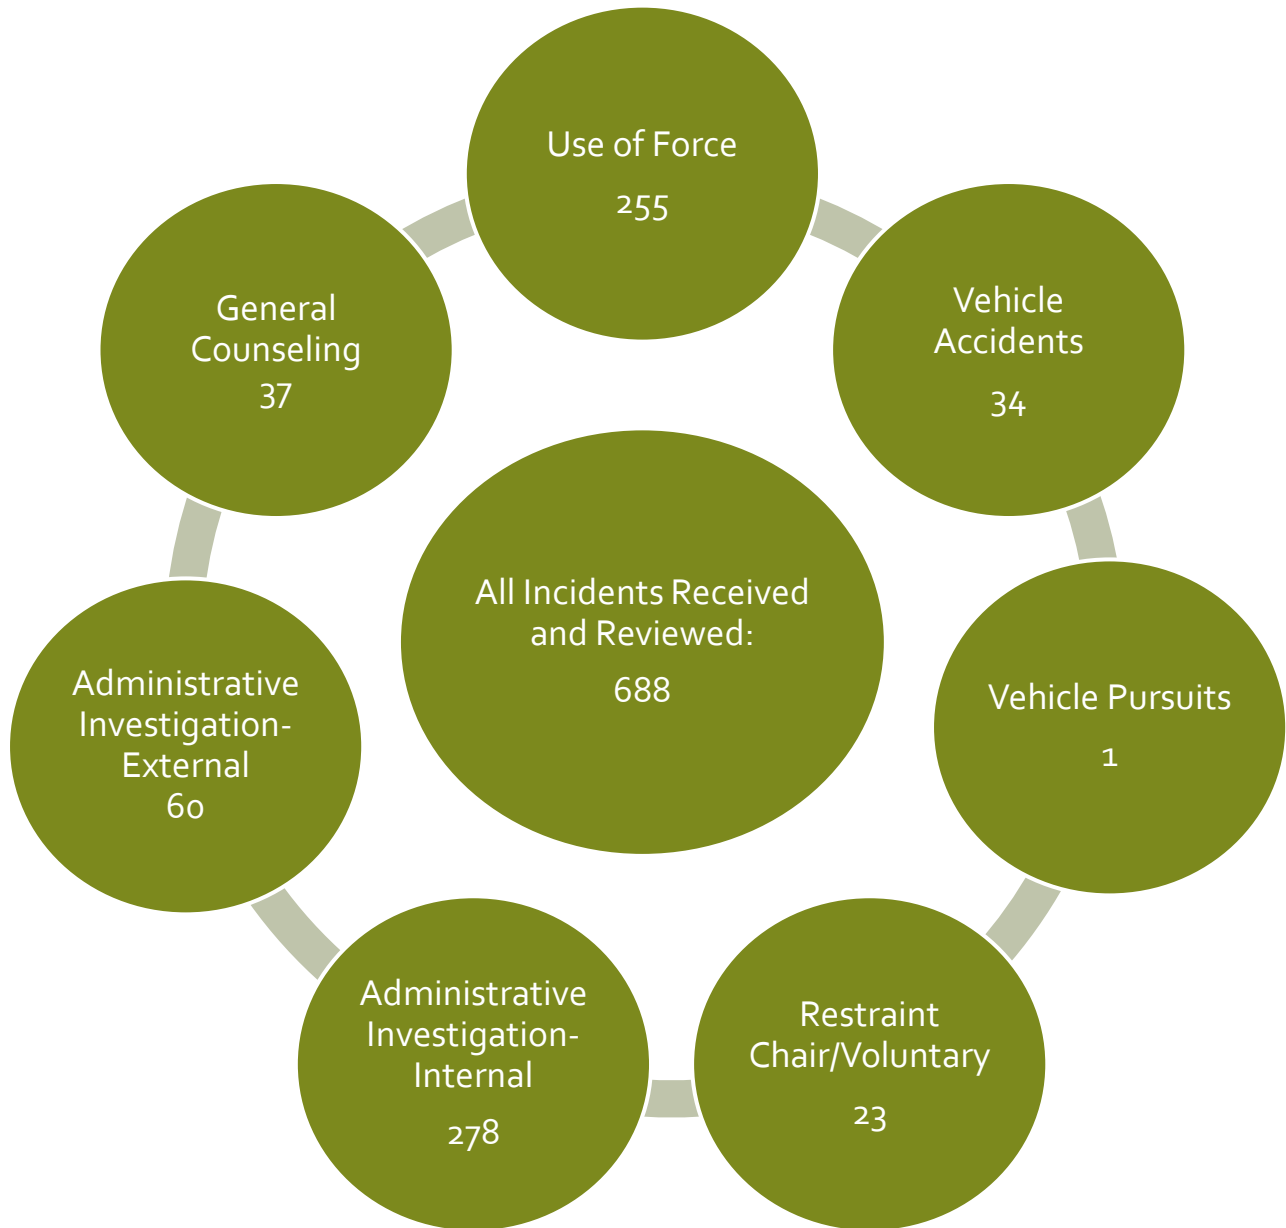 Use of Force
255
Vehicle
Accidents
34
Vehicle Pursuits
1
Restraint
Chair/Voluntary
23
Administrative
Investigation-
Internal
278
Administrative
Investigation-
External
60
General
Counseling
37
All Incidents Received
and Reviewed:
688